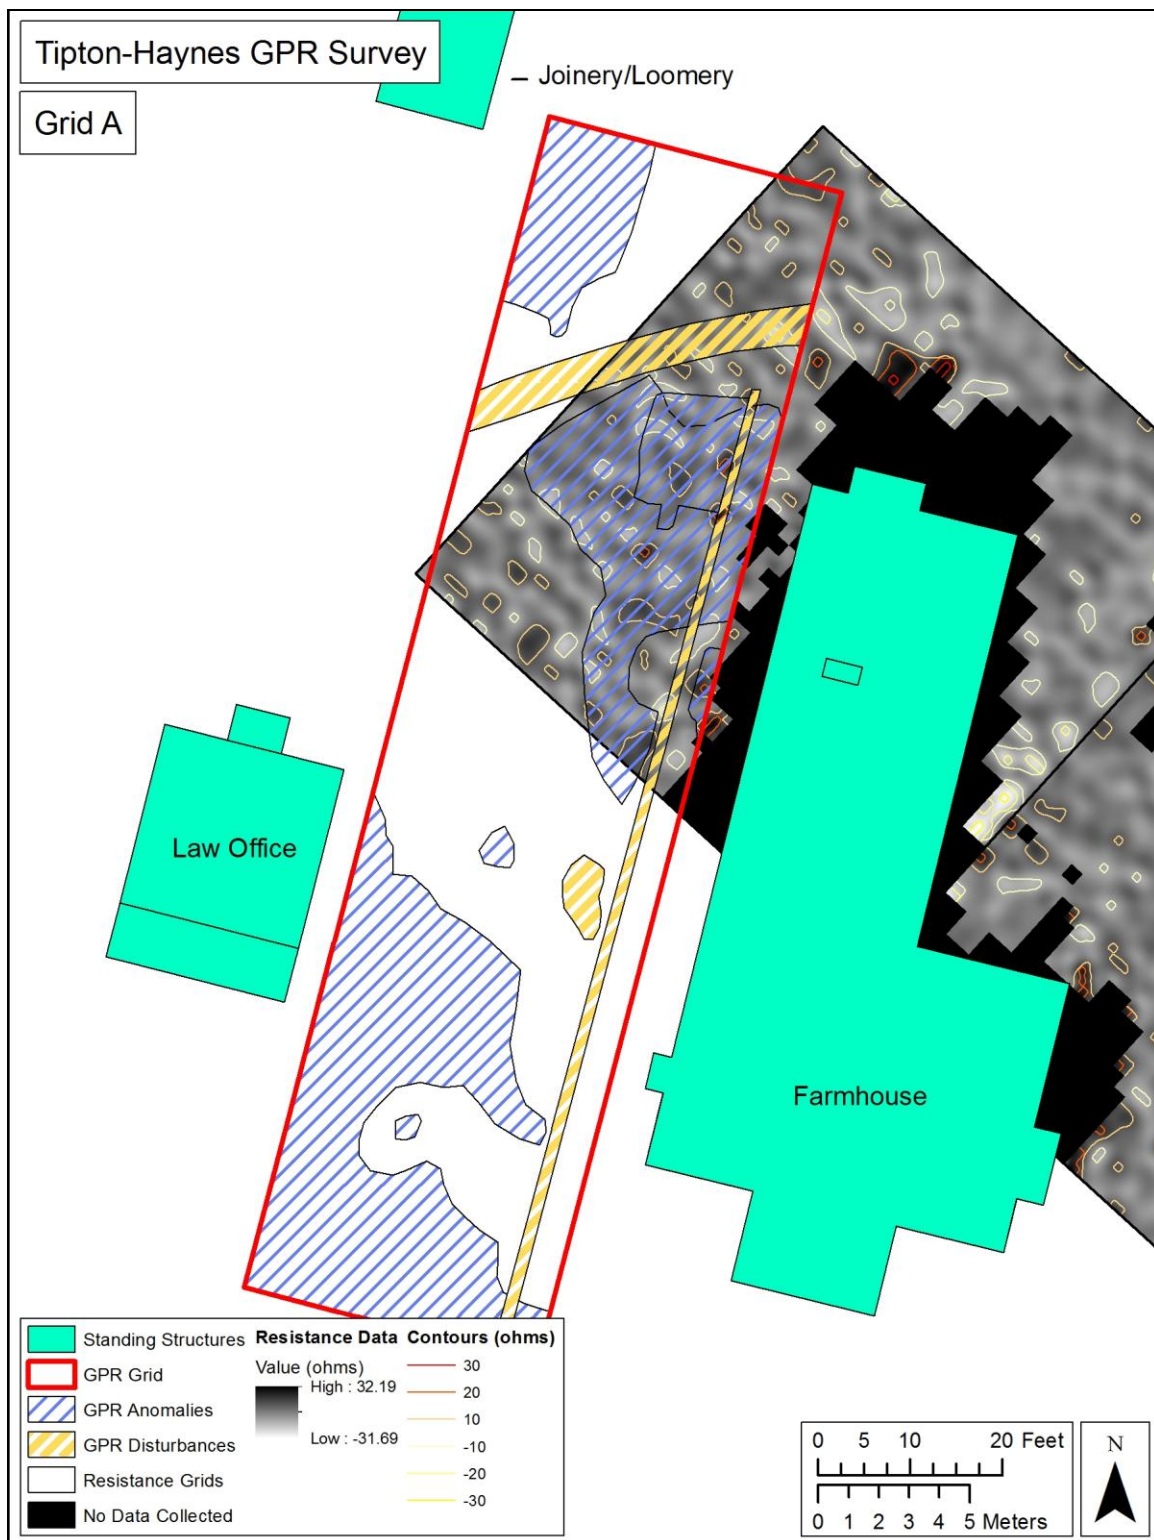 Tipton-Haynes GPR Survey
Joinery/Loomery
Grid A
Law Office
Farmhouse
Standing Structures
GPR Grid
GPR Anomalies
GPR Disturbances
Resistance Grids
No Data Collected
Resistance Data
Value (ohms)
High : 32.19
Low : -31.69
Contours (ohms)
30
20
10
-10
-20
-30
0 5 10 20 Feet
0 1 2 3 4 5 Meters
N